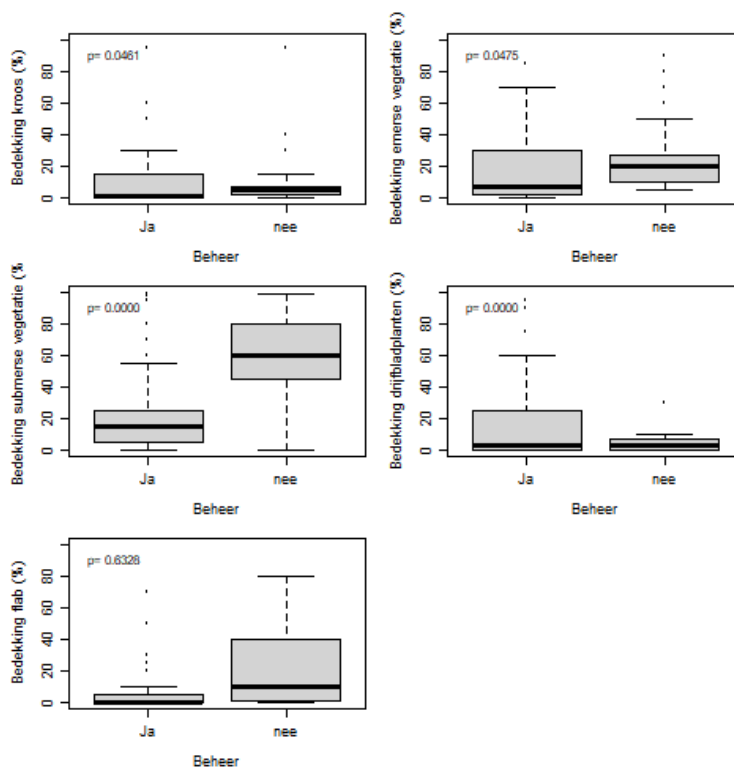 Bedekking kroos (%)
80
60
40
20
0
p= 0.0461
Ja
nee
Beheer
Bedekking emerse vegetatie (%)
80
60
40
20
0
p= 0.0475
Ja
nee
Beheer
Bedekking submerse vegetatie (%
80
60
40
20
0
p= 0.0000
Ja
nee
Beheer
Bedekking drijfbladplanten (%)
80
60
40
20
0
p= 0.0000
Ja
nee
Beheer
Bedekking flab (%)
80
60
40
20
0
p= 0.6328
Ja
nee
Beheer